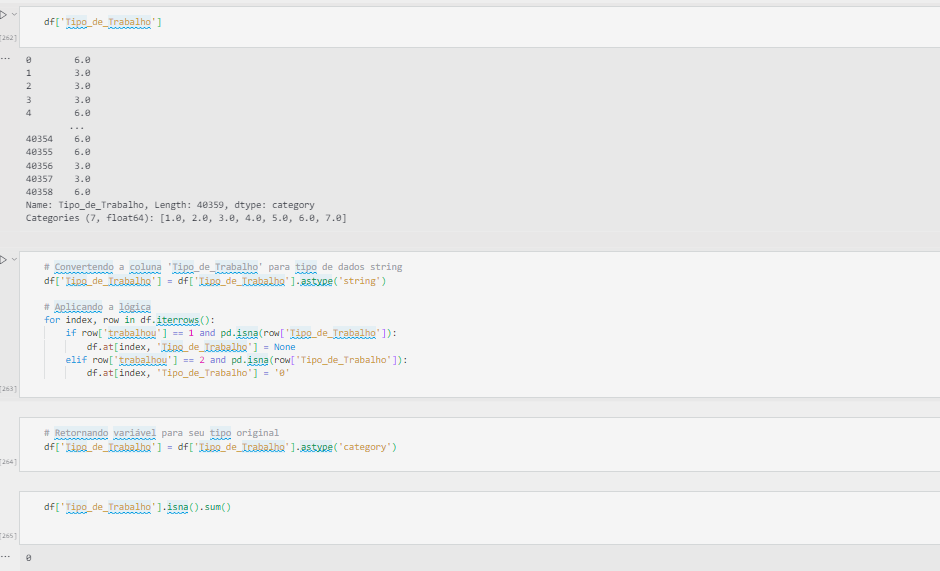 df['Tipo_de_Trabalho']
[262]
...
0 6.0
1 3.0
2 3.0
3 3.0
4 6.0
...
40354 6.0
40355 6.0
40356 3.0
40357 3.0
40358 6.0
Name: Tipo_de_Trabalho, Length: 40359, dtype: category
Categories (7, float64): [1.0, 2.0, 3.0, 4.0, 5.0, 6.0, 7.0]
# Convertendo a coluna 'Tipo_de_Trabalho' para tipo de dados string
df['Tipo_de_Trabalho'] = df['Tipo_de_Trabalho'].astype('string')
# Aplicando a lógica
for index, row in df.iterrows():
if row['trabalhou'] == 1 and pd.isna(row['Tipo_de_Trabalho']):
df.at[index, 'Tipo_de_Trabalho'] = None
elif row['trabalhou'] == 2 and pd.isna(row['Tipo_de_Trabalho']):
df.at[index, 'Tipo_de_Trabalho'] = '0'
[263]
# Retornando variável para seu tipo original
df['Tipo_de_Trabalho'] = df['Tipo_de_Trabalho'].astype('category')
[264]
df['Tipo_de_Trabalho'].isna().sum()
[265]
...
0